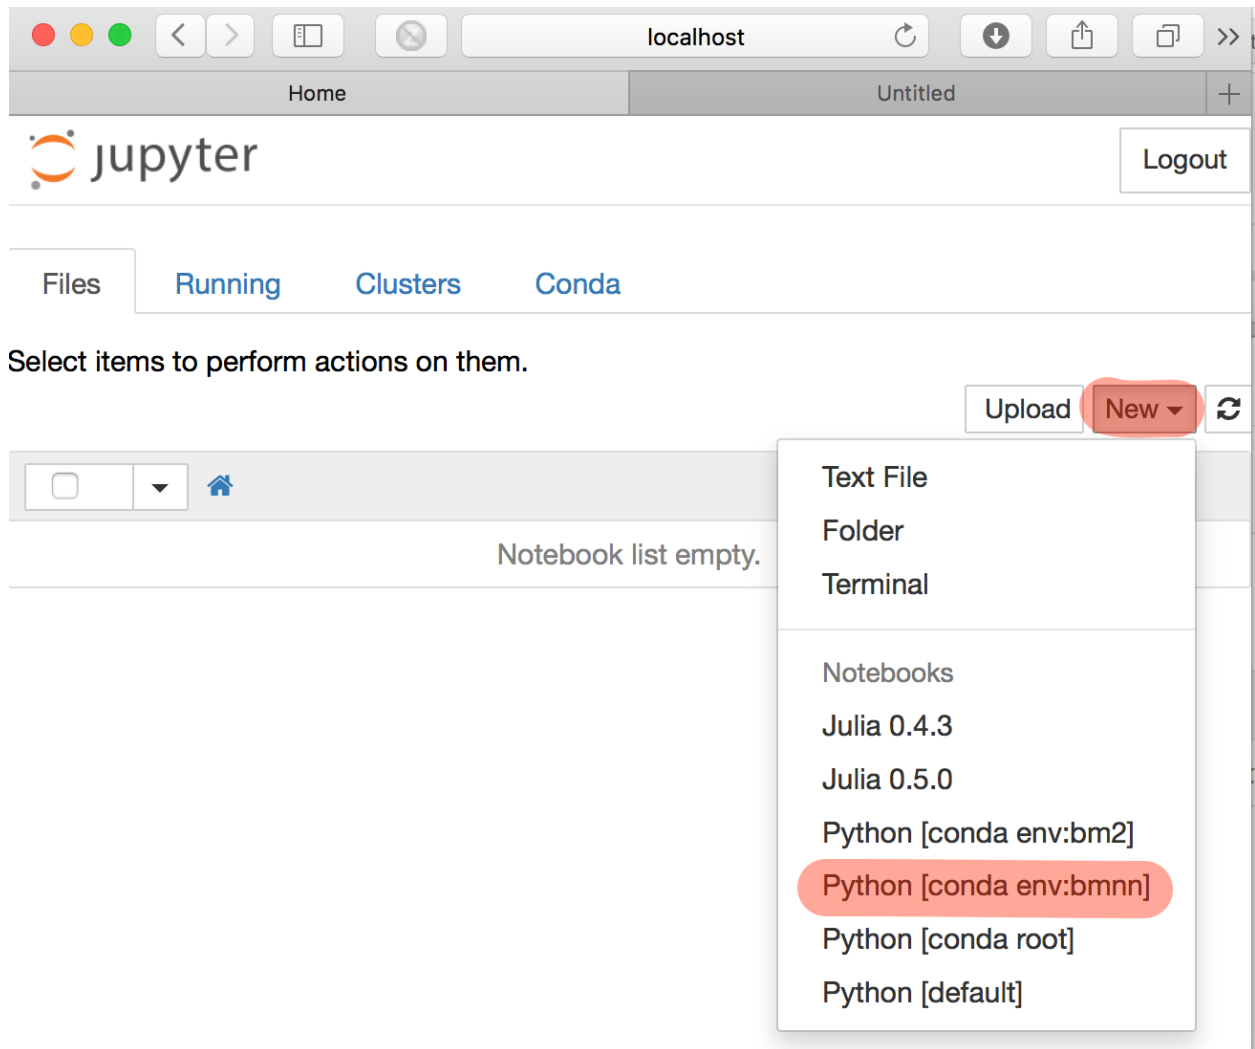 localhost
Home Untitled
jupyter
Logout
Files Running Clusters Conda
Select items to perform actions on them.
Upload New
Notebook list empty.
Text File
Folder
Terminal
Notebooks
Julia 0.4.3
Julia 0.5.0
Python [conda env:bm2]
Python [conda env:bmnn]
Python [conda root]
Python [default]